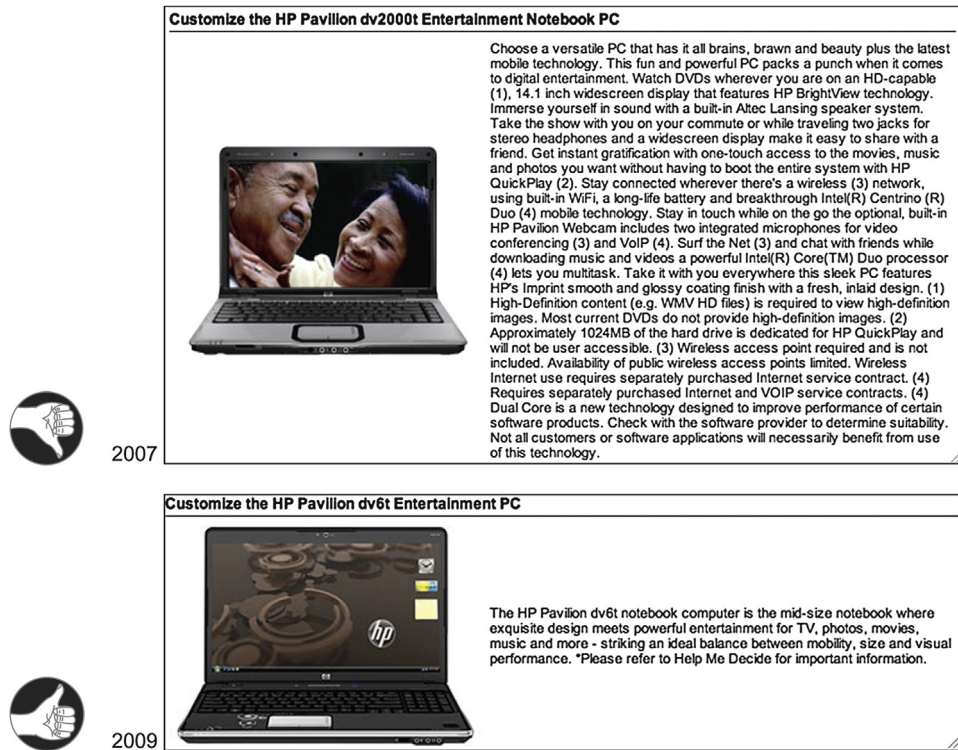 Customize the HP Pavilion dv2000t Entertainment Notebook PC
Choose a versatile PC that has it all brains, brawn and beauty plus the latest
mobile technology. This fun and powerful PC packs a punch when it comes
to digital entertainment. Watch DVDs wherever you are on an HD-capable
(1), 14.1 inch widescreen display that features HP BrightView technology.
Immerse yourself in sound with a built-in Altec Lansing speaker system.
Take the show with you on your commute or while traveling two jacks for
stereo headphones and a widescreen display make it easy to share with a
friend. Get instant gratification with one-touch access to the movies, music
and photos you want without having to boot the entire system with HP
QuickPlay (2). Stay connected wherever there's a wireless (3) network,
using built-in WiFi, a long-life battery and breakthrough Intel(R) Centrino (R)
Duo (4) mobile technology. Stay in touch while on the go the optional, built-in
HP Pavilion Webcam includes two integrated microphones for video
conferencing (3) and VoIP (4). Surf the Net (3) and chat with friends while
downloading music and videos a powerful Intel(R) Core(TM) Duo processor
(4) lets you multitask. Take it with you everywhere this sleek PC features
HP's Imprint smooth and glossy coating finish with a fresh, inlaid design. (1)
High-Definition content (e.g. WMV HD files) is required to view high-definition
images. Most current DVDs do not provide high-definition images. (2)
Approximately 1024MB of the hard drive is dedicated for HP QuickPlay and
will not be user accessible. (3) Wireless access point required and is not
included. Availability of public wireless access points limited. Wireless
Internet use requires separately purchased Internet service contract. (4)
Requires separately purchased Internet and VOIP service contracts. (4)
Dual Core is a new technology designed to improve performance of certain
software products. Check with the software provider to determine suitability.
Not all customers or software applications will necessarily benefit from use
of this technology.
2007
Customize the HP Pavilion dv6t Entertainment PC
hp
The HP Pavilion dv6t notebook computer is the mid-size notebook where
exquisite design meets powerful entertainment for TV, photos, movies,
music and more - striking an ideal balance between mobility, size and visual
performance. *Please refer to Help Me Decide for important information.
2009